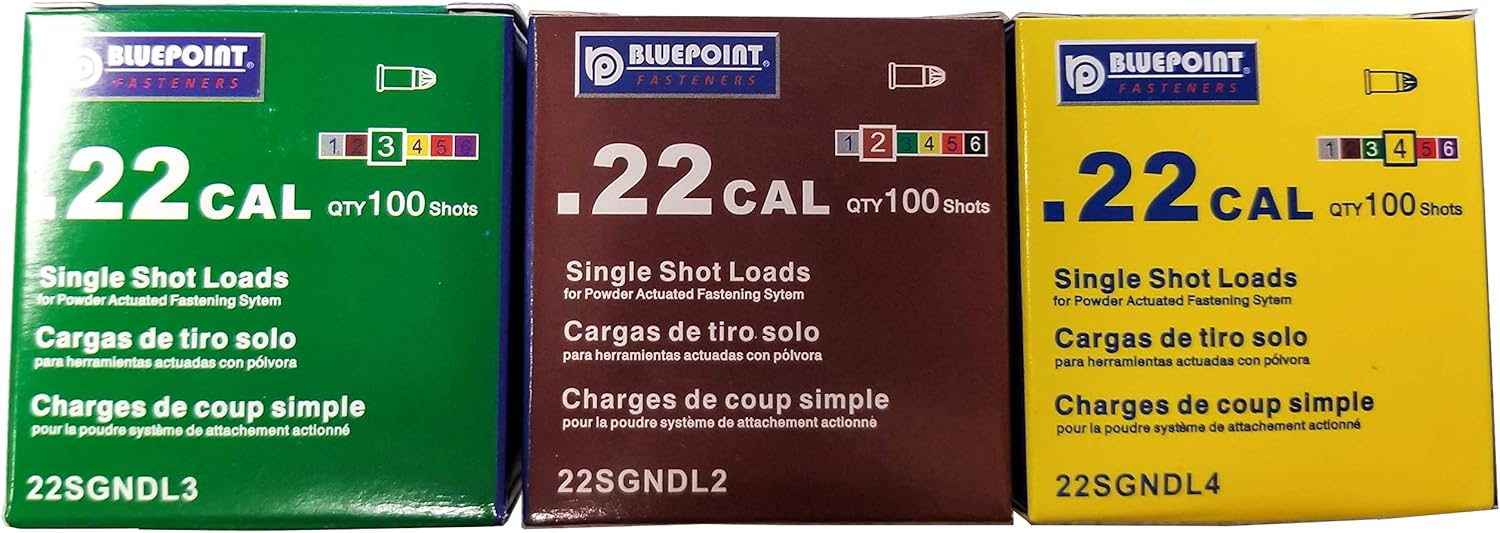 BLUEPOINT®
FASTENERS
1 2 3 4 5 6
.22 CAL QTY 100 Shots
Single Shot Loads
for Powder Actuated Fastening Sytem
Cargas de tiro solo
para herramientas actuadas con pólvora
Charges de coup simple
pour la poudre système de attachement actionné
22SGNDL3
BLUEPOINT®
FASTENERS
1 2 3 4 5 6
.22 CAL QTY 100 Shots
Single Shot Loads
for Powder Actuated Fastening Sytem
Cargas de tiro solo
para herramientas actuadas con pólvora
Charges de coup simple
pour la poudre système de attachement actionné
22SGNDL2
BLUEPOINT®
FASTENERS
1 2 3 4 5 6
.22 CAL QTY 100 Shots
Single Shot Loads
for Powder Actuated Fastening Sytem
Cargas de tiro solo
para herramientas actuadas con pólvora
Charges de coup simple
pour la poudre système de attachement actionné
22SGNDL4